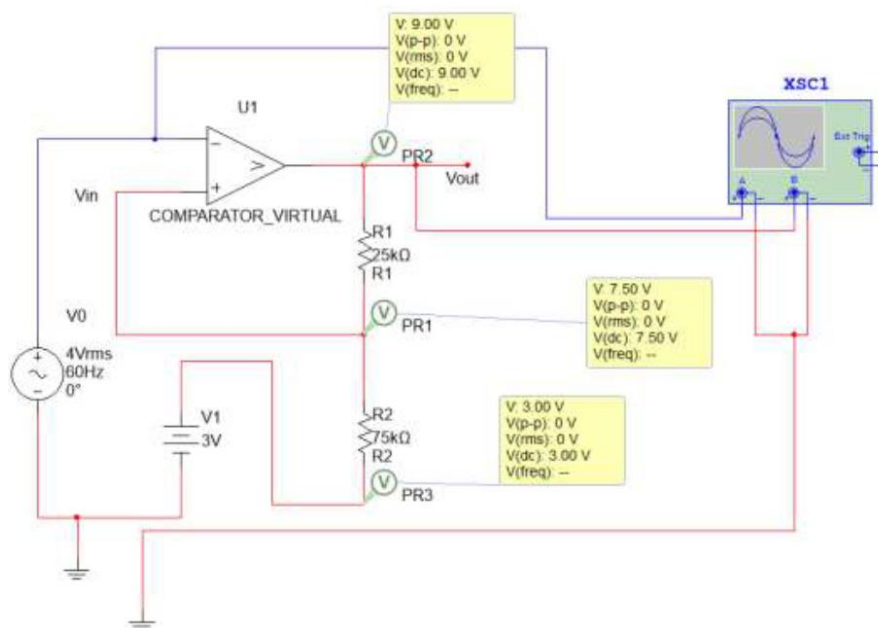 V: 9.00 V
V(p-p): 0 V
V(rms): 0 V
V(dc): 9.00 V
V(freq): --
XSC1
U1
Ext Trig
V
PR2
Vout
A
B
Vin
COMPARATOR_VIRTUAL
R1
25kΩ
R1
V: 7.50 V
V(p-p): 0 V
V(rms): 0 V
V(dc): 7.50 V
V(freq): --
V
PR1
V0
4Vrms
60Hz
0°
V1
3V
R2
75kΩ
R2
V: 3.00 V
V(p-p): 0 V
V(rms): 0 V
V(dc): 3.00 V
V(freq): --
V
PR3